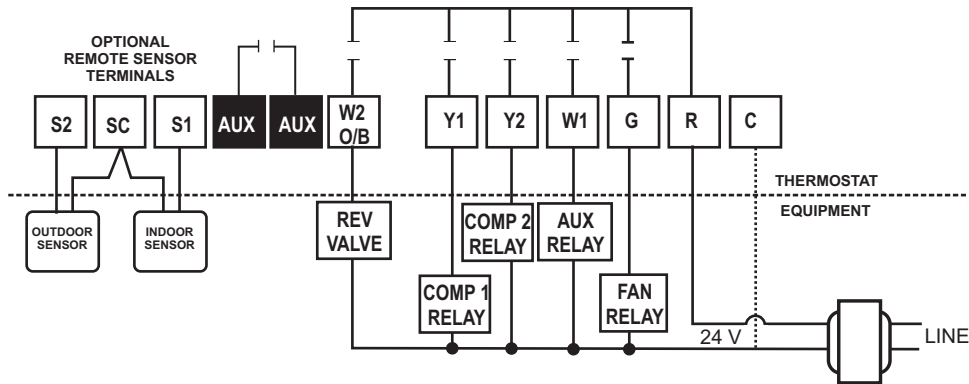 OPTIONAL
REMOTE SENSOR
TERMINALS
S2
SC
S1
AUX
AUX
W2
O/B
Y1
Y2
W1
G
R
C
THERMOSTAT
EQUIPMENT
OUTDOOR
SENSOR
INDOOR
SENSOR
REV
VALVE
COMP 2
RELAY
AUX
RELAY
COMP 1
RELAY
FAN
RELAY
24 V
LINE